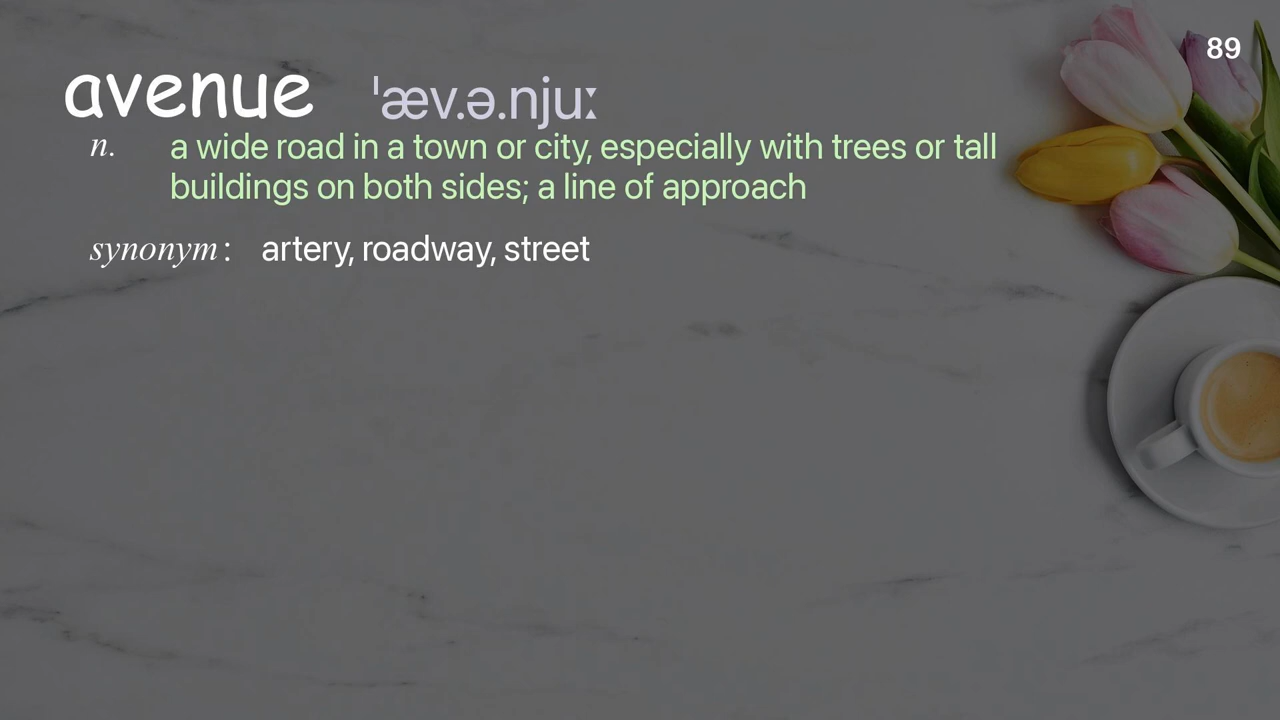 89
avenue ˈæv.ə.njuː
n. a wide road in a town or city, especially with trees or tall
buildings on both sides; a line of approach
synonym: artery, roadway, street